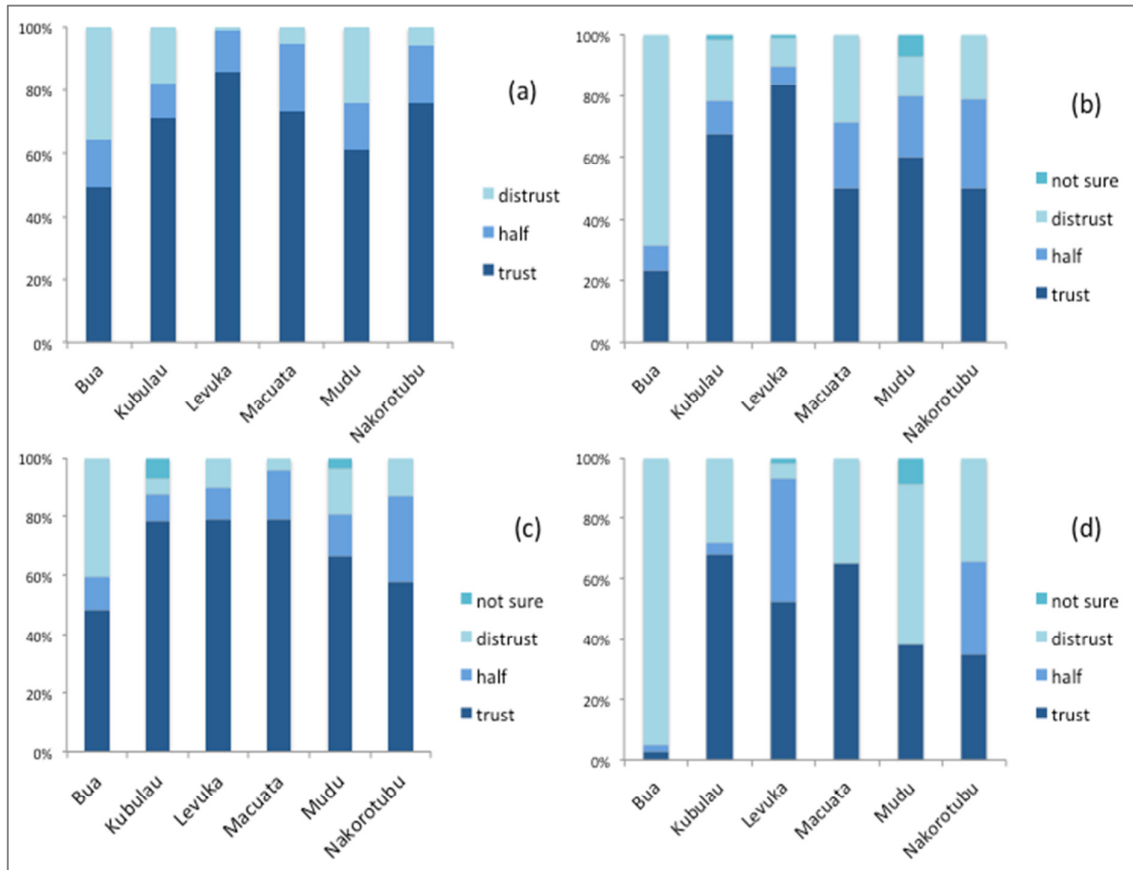 100%
80%
60%
40%
20%
0%
(a)
distrust
half
trust
Bua
Kubulau
Levuka
Macuata
Mudu
Nakorotubu
100%
80%
60%
40%
20%
0%
(b)
not sure
distrust
half
trust
Bua
Kubulau
Levuka
Macuata
Mudu
Nakorotubu
100%
80%
60%
40%
20%
0%
(c)
not sure
distrust
half
trust
Bua
Kubulau
Levuka
Macuata
Mudu
Nakorotubu
100%
80%
60%
40%
20%
0%
(d)
not sure
distrust
half
trust
Bua
Kubulau
Levuka
Macuata
Mudu
Nakorotubu